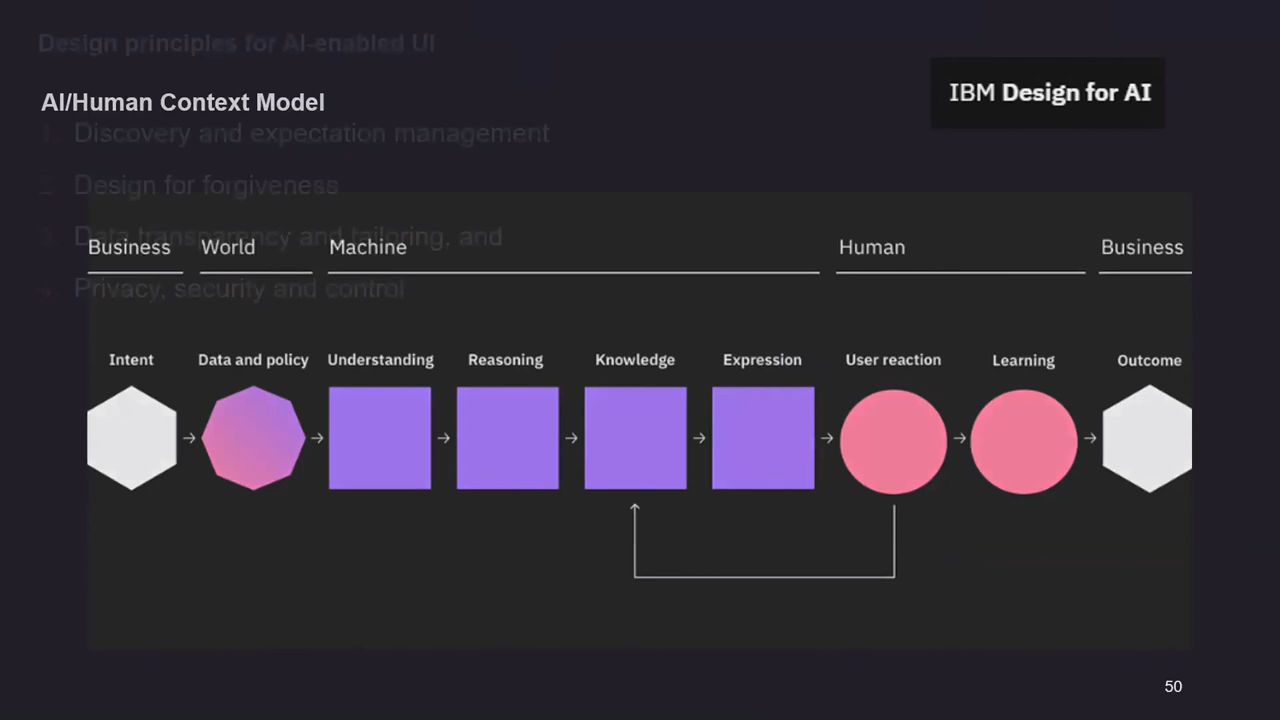 Design principles for AI-enabled UI
AI/Human Context Model
IBM Design for AI
1. Discovery and expectation management
2. Design for forgiveness
3. Data transparency and tailoring, and
4. Privacy, security and control
Business World Machine Human Business
Intent Data and policy Understanding Reasoning Knowledge Expression User reaction Learning Outcome
50